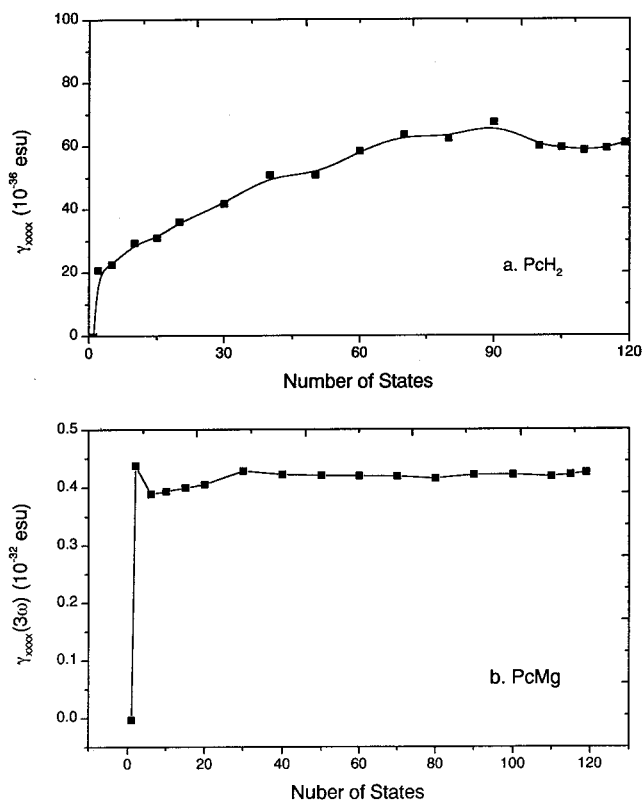 100
80
60
40
20
0
γxxxx (10⁻³⁶ esu)
a. PcH₂
0 30 60 90 120
Number of States
0.5
0.4
0.3
0.2
0.1
0.0
γxxxx(3ω) (10⁻³² esu)
b. PcMg
0 20 40 60 80 100 120
Nuber of States